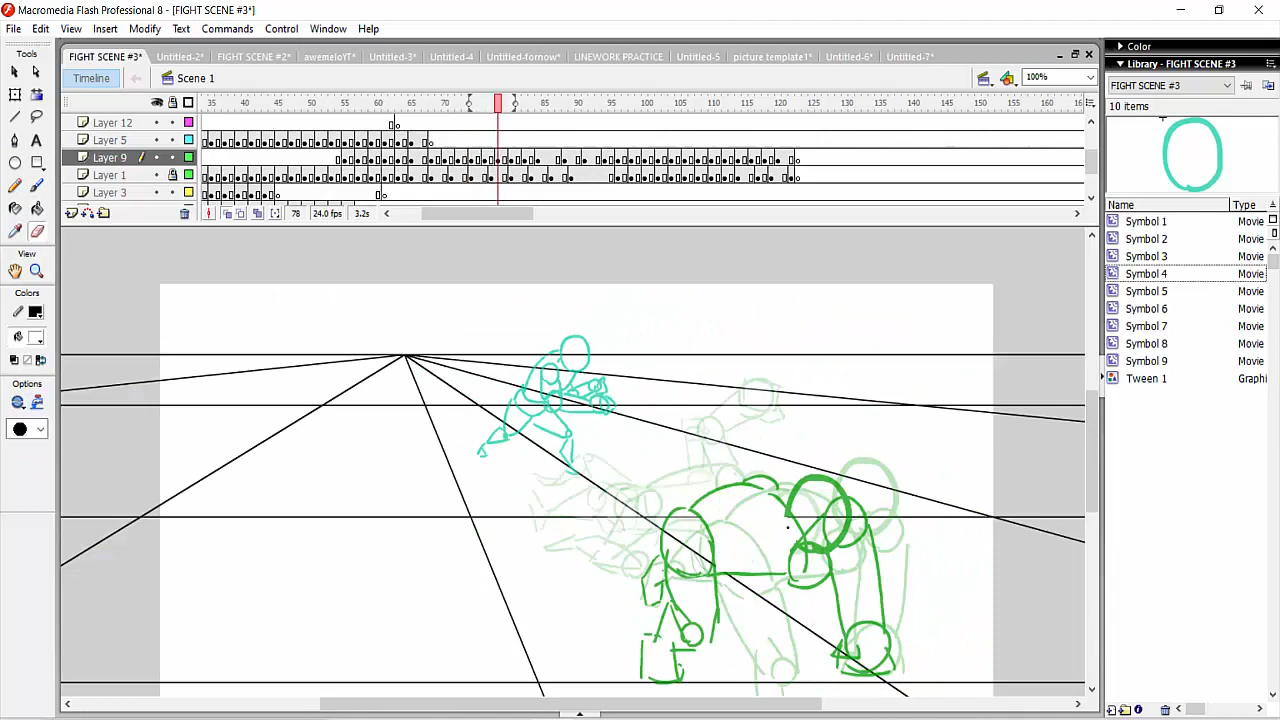 Macromedia Flash Professional 8 - [FIGHT SCENE #3*]
File Edit View Insert Modify Text Commands Control Window Help
Tools
FIGHT SCENE #3* Untitled-2* FIGHT SCENE #2* awemeloYT* Untitled-3* Untitled-4 Untitled-fornow* LINEWORK PRACTICE Untitled-5 picture template1* Untitled-6* Untitled-7*
Timeline Scene 1 100%
35 40 45 50 55 60 65 70 75 80 85 90 95 100 105 110 115 120 125 130 135 140 145 150 155 160 16
Layer 12
Layer 5
Layer 9
Layer 1
Layer 3
78 24.0 fps 3.2s
View
Colors
Options
Color
Library - FIGHT SCENE #3
FIGHT SCENE #3
10 items
Name Type
Symbol 1 Movie
Symbol 2 Movie
Symbol 3 Movie
Symbol 4 Movie
Symbol 5 Movie
Symbol 6 Movie
Symbol 7 Movie
Symbol 8 Movie
Symbol 9 Movie
Tween 1 Graphi